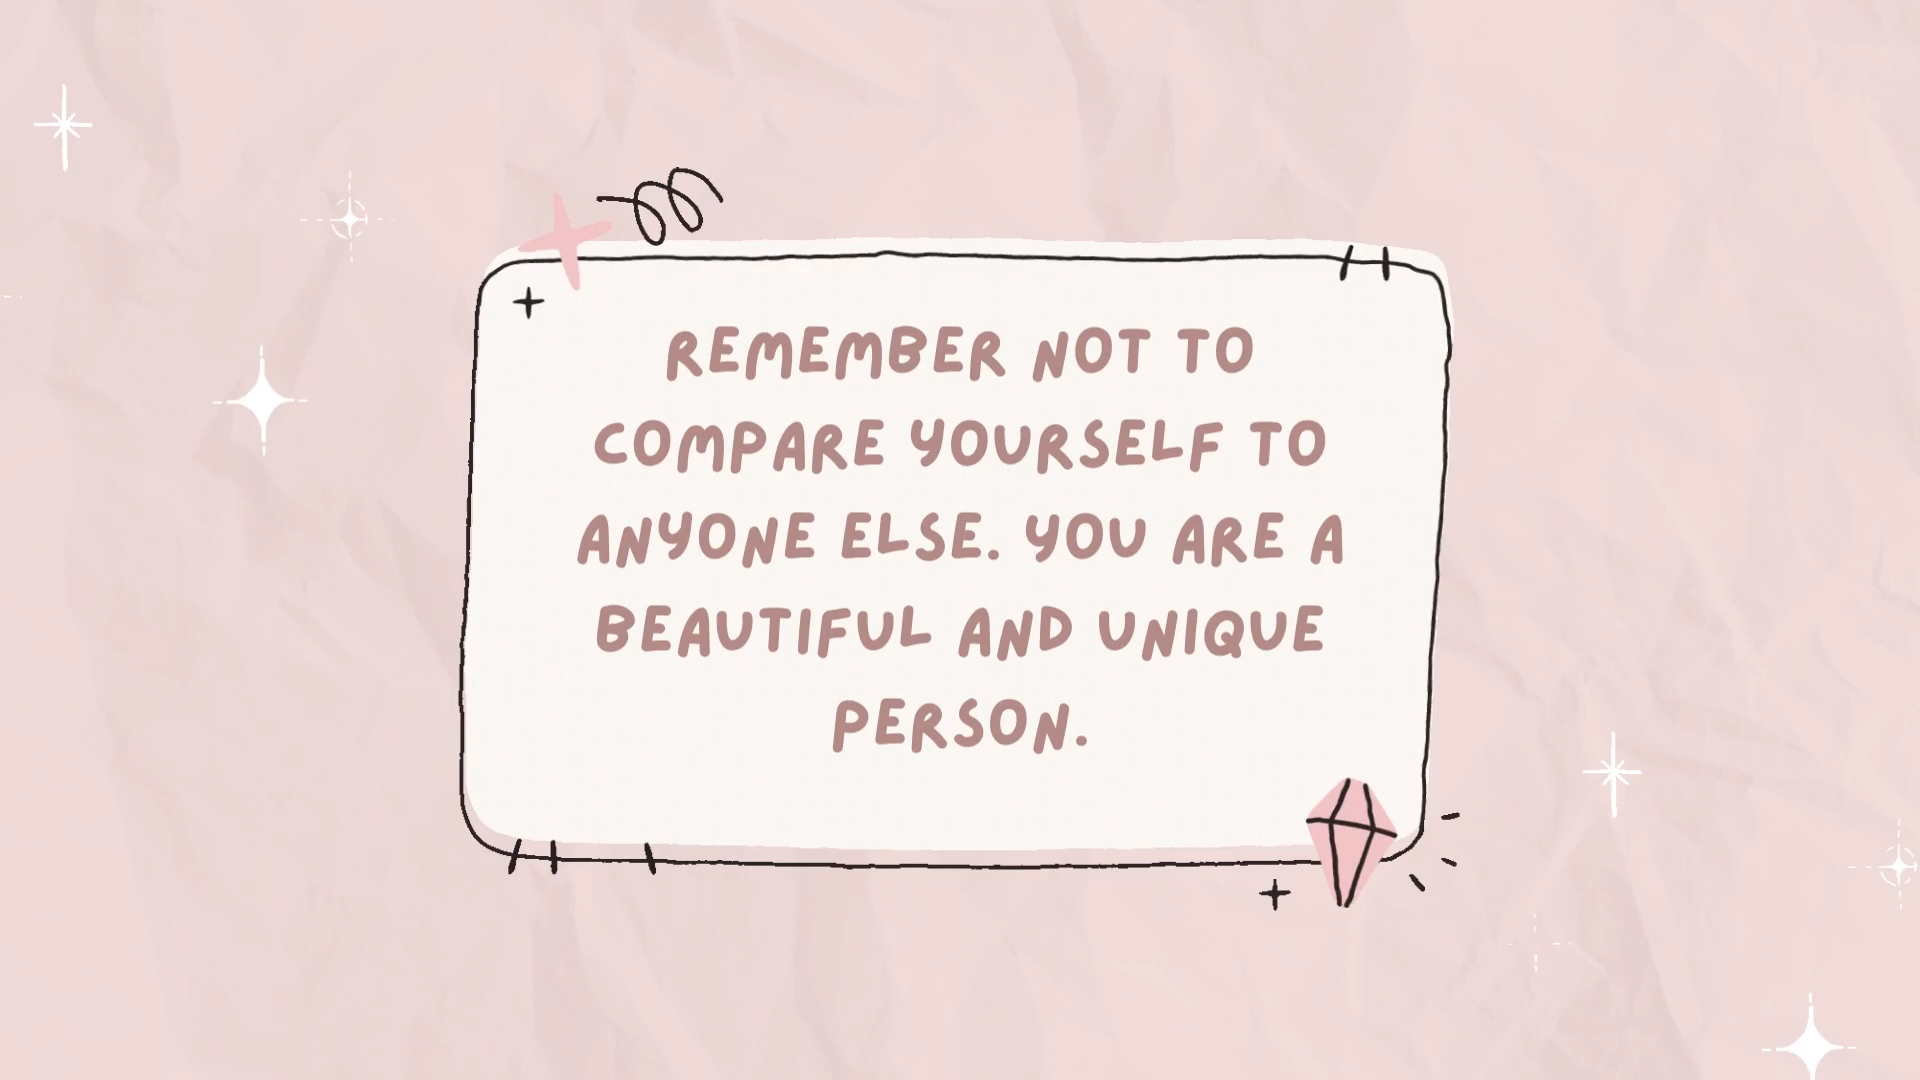 REMEMBER NOT TO
COMPARE YOURSELF TO
ANYONE ELSE. YOU ARE A
BEAUTIFUL AND UNIQUE
PERSON.